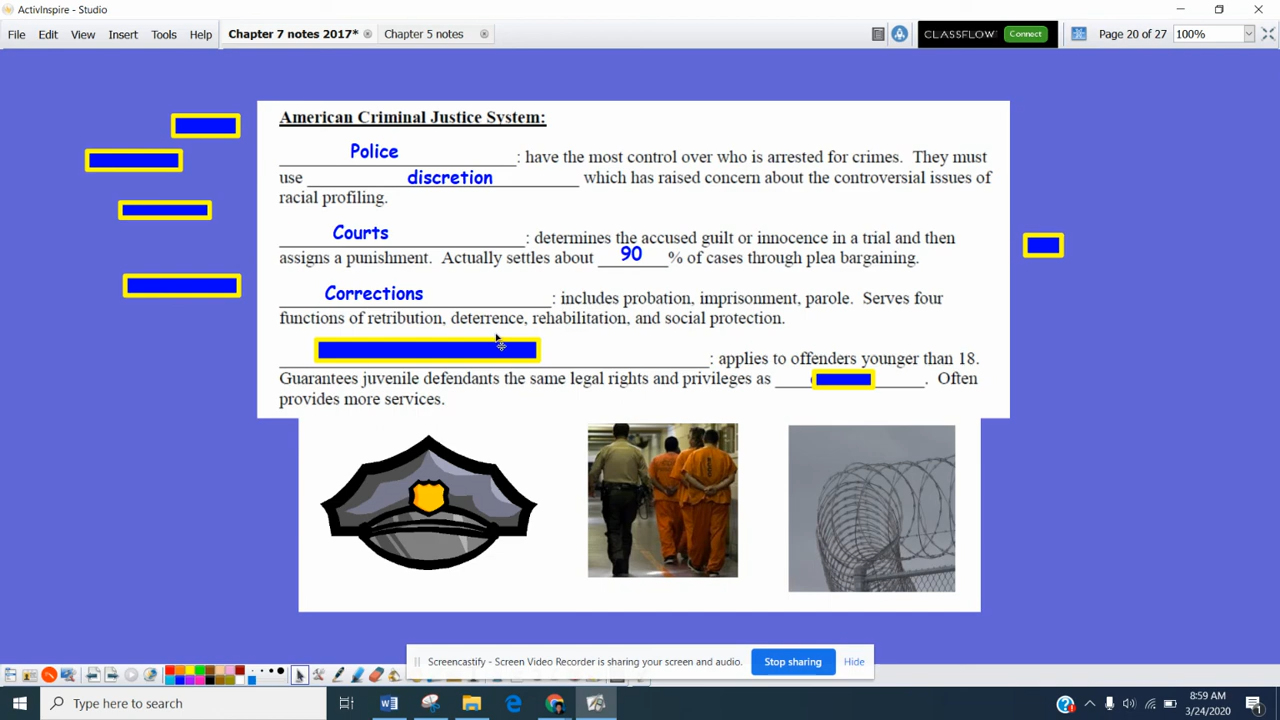 ActivInspire - Studio
File Edit View Insert Tools Help Chapter 7 notes 2017* Chapter 5 notes CLASSFLOW Connect Page 20 of 27 100%
American Criminal Justice System:
Police : have the most control over who is arrested for crimes. They must
use discretion which has raised concern about the controversial issues of
racial profiling.
Courts : determines the accused guilt or innocence in a trial and then
assigns a punishment. Actually settles about 90 % of cases through plea bargaining.
Corrections : includes probation, imprisonment, parole. Serves four
functions of retribution, deterrence, rehabilitation, and social protection.
: applies to offenders younger than 18.
Guarantees juvenile defendants the same legal rights and privileges as . Often
provides more services.
Screencastify - Screen Video Recorder is sharing your screen and audio. Stop sharing Hide
Type here to search
8:59 AM
3/24/2020